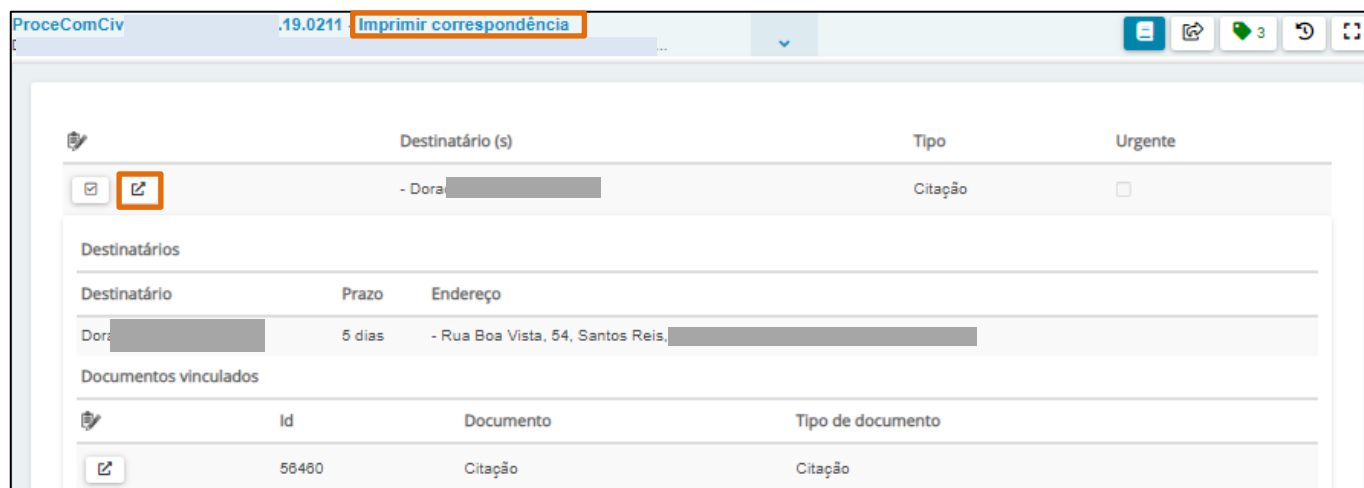 ProceComCiv .19.0211 - Imprimir correspondência
...
3
Destinatário (s) Tipo Urgente
- Dora Citação
Destinatários
Destinatário Prazo Endereço
Dora 5 dias - Rua Boa Vista, 54, Santos Reis,
Documentos vinculados
Id Documento Tipo de documento
56460 Citação Citação